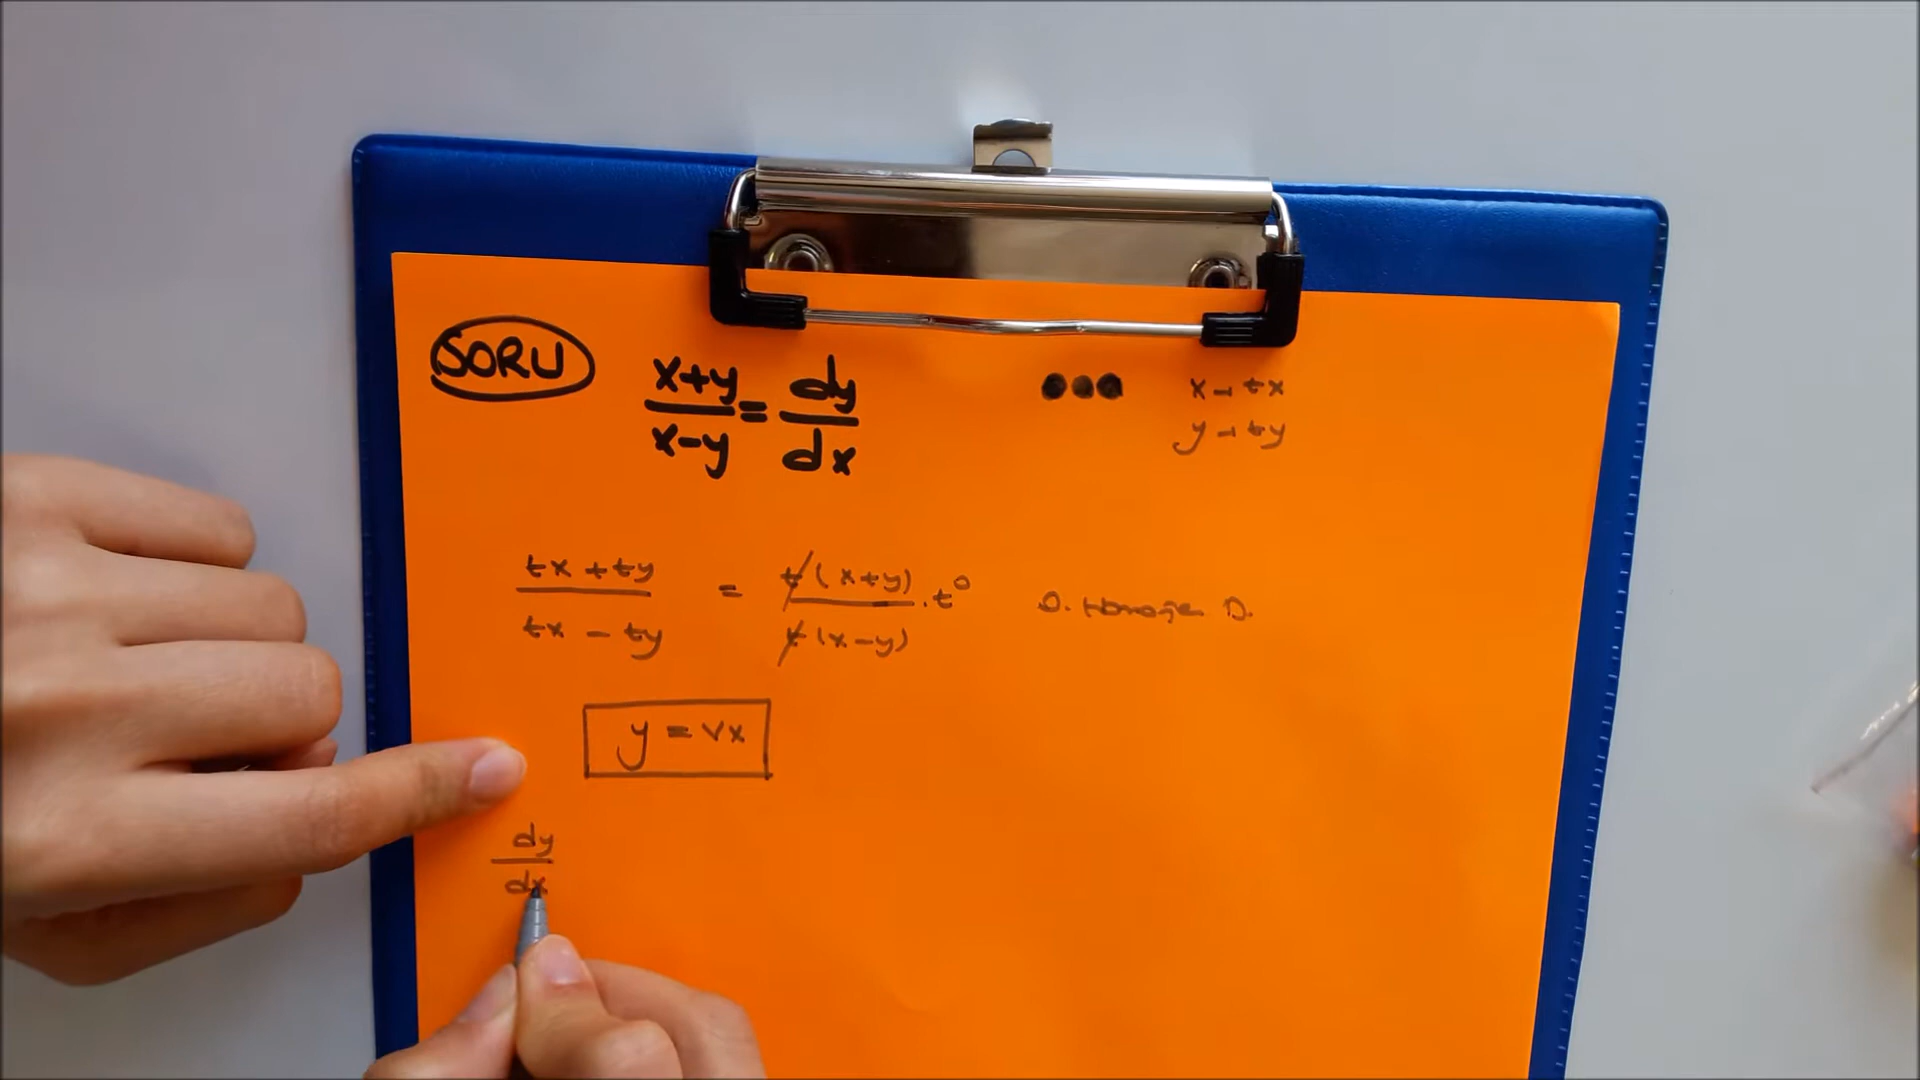 SORU
x+y / x-y = dy / dx
x → tx
y → ty
tx + ty / tx - ty = t(x+y) / t(x-y) . t⁰
0. Homojen D.
y = vx
dy / dx